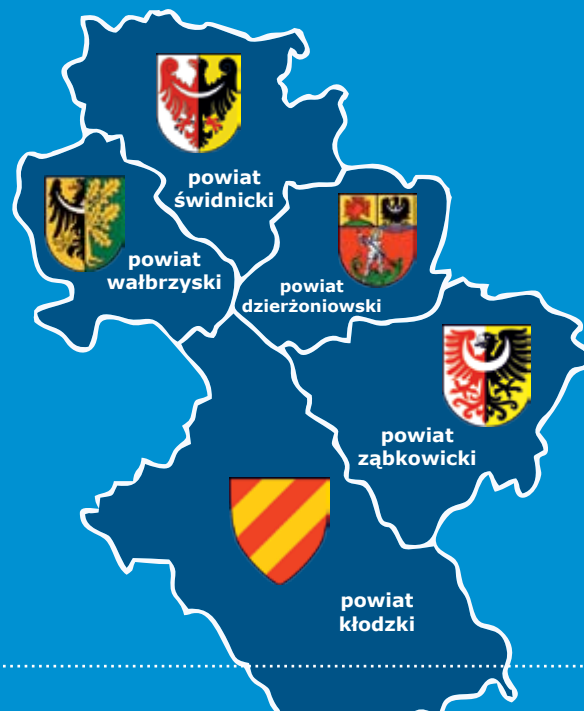 powiat
świdnicki
powiat
wałbrzyski
powiat
dzierżoniowski
powiat
ząbkowicki
powiat
kłodzki